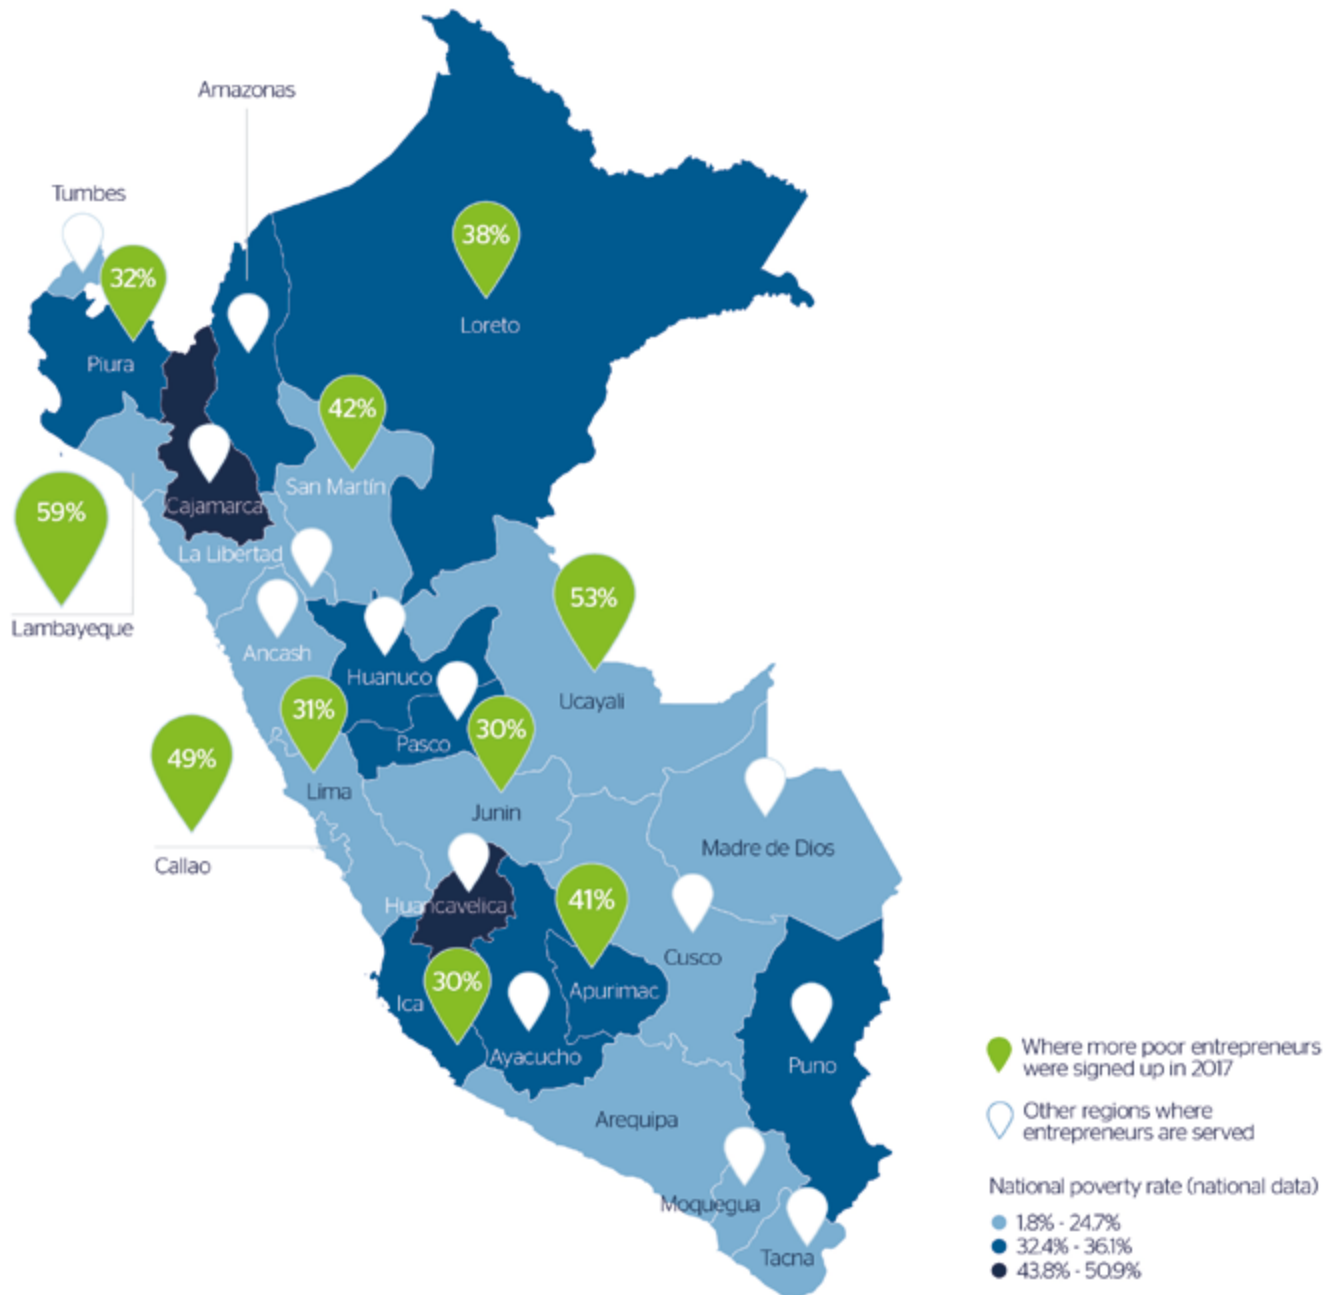 Amazonas
Tumbes
38%
32%
Loreto
Piura
42%
San Martín
59%
Cajamarca
La Libertad
53%
Lambayeque
Ancash
Huanuco
Ucayali
31%
49%
Pasco
30%
Lima
Junin
Madre de Dios
Callao
Huancavelica
41%
Cusco
30%
Ica
Apurimac
Ayacucho
Puno
Arequipa
Moquegua
Tacna
Where more poor entrepreneurs
were signed up in 2017
Other regions where
entrepreneurs are served
National poverty rate (national data)
1.8% - 24.7%
32.4% - 36.1%
43.8% - 50.9%